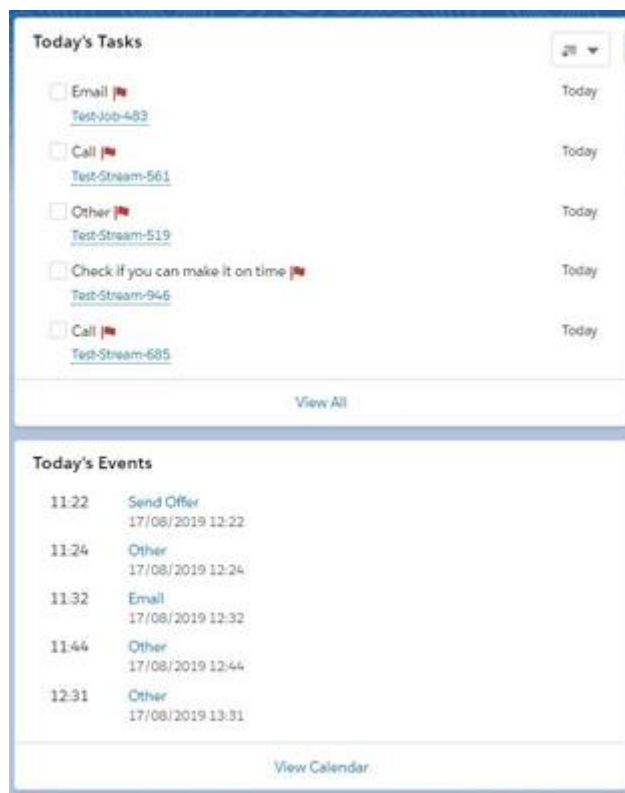 Today's Tasks
Email Today
Test-Job-483
Call Today
Test-Stream-561
Other Today
Test-Stream-519
Check if you can make it on time Today
Test-Stream-946
Call Today
Test-Stream-685
View All
Today's Events
11:22 Send Offer
17/08/2019 12:22
11:24 Other
17/08/2019 12:24
11:32 Email
17/08/2019 12:32
11:44 Other
17/08/2019 12:44
12:31 Other
17/08/2019 13:31
View Calendar